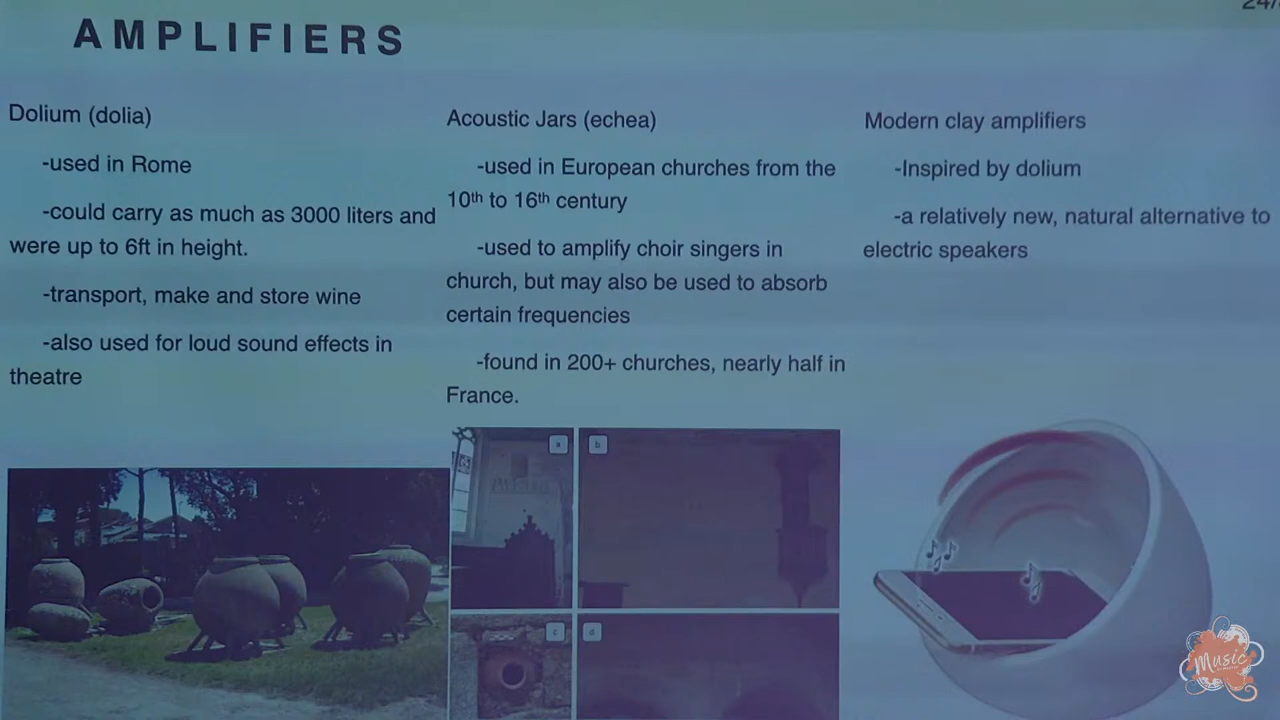 24/
AMPLIFIERS
Dolium (dolia)
-used in Rome
-could carry as much as 3000 liters and
were up to 6ft in height.
-transport, make and store wine
-also used for loud sound effects in
theatre
Acoustic Jars (echea)
-used in European churches from the
10th to 16th century
-used to amplify choir singers in
church, but may also be used to absorb
certain frequencies
-found in 200+ churches, nearly half in
France.
a
b
c
d
Modern clay amplifiers
-Inspired by dolium
-a relatively new, natural alternative to
electric speakers
Music